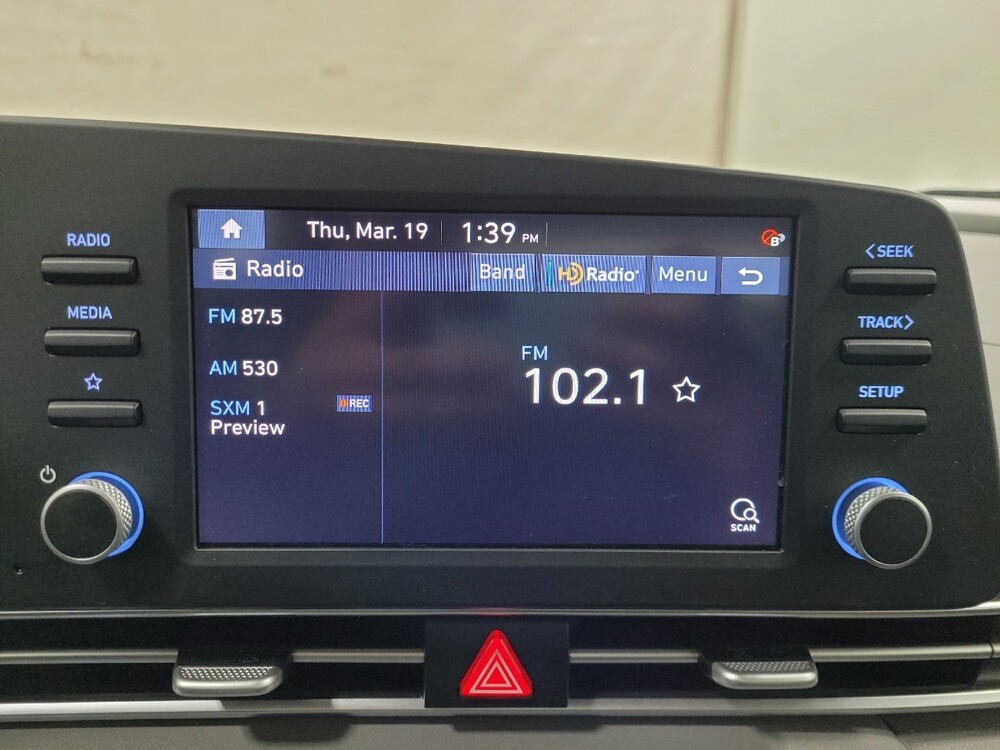 RADIO
MEDIA
Thu, Mar. 19 1:39 PM
B
Radio Band HD Radio Menu
FM 87.5
AM 530
SXM 1 REC
Preview
FM
102.1
SCAN
<SEEK
TRACK>
SETUP